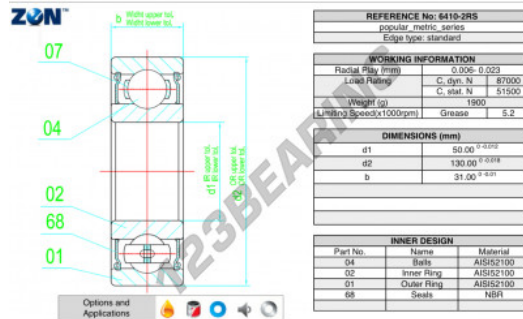 ZON™
b Width upper tol.
Width lower tol.
07
04
02
68
01
d1 IR upper tol.
IR lower tol.
d2 OR upper tol.
OR lower tol.
123BEARING
Options and
Applications
REFERENCE No: 6410-2RS
popular_metric_series
Edge type: standard
WORKING INFORMATION
Radial Play (mm) 0.006- 0.023
Load Rating C, dyn. N 87000
C, stat. N 51500
Weight (g) 1900
Limiting Speed(x1000rpm) Grease 5.2
DIMENSIONS (mm)
d1 50.00 0 -0.012
d2 130.00 0 -0.018
b 31.00 0 -0.01
INNER DESIGN
Part No. Name Material
04 Balls AISI52100
02 Inner Ring AISI52100
01 Outer Ring AISI52100
68 Seals NBR